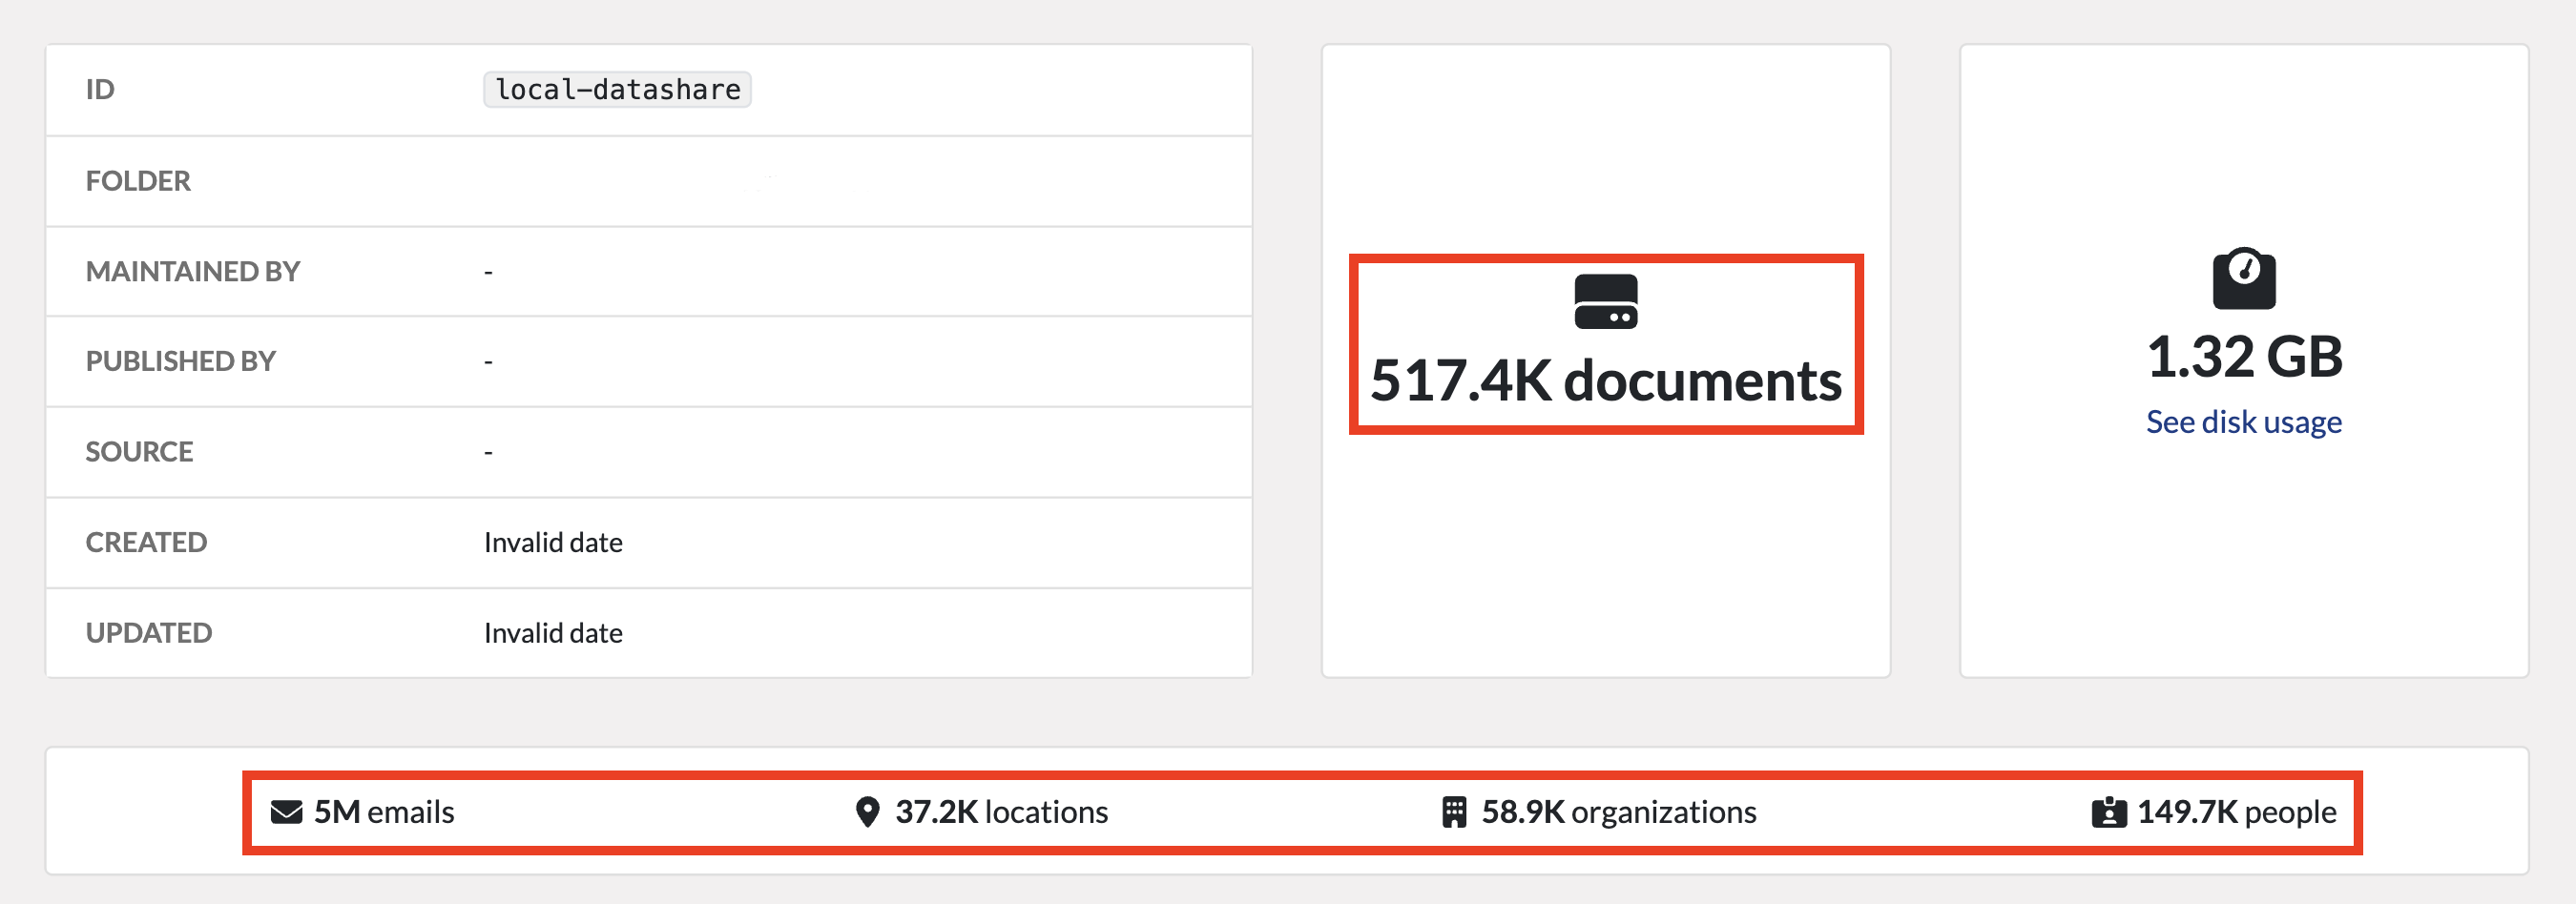 ID local-datashare
FOLDER
MAINTAINED BY -
PUBLISHED BY -
SOURCE -
CREATED Invalid date
UPDATED Invalid date
517.4K documents
1.32 GB
See disk usage
5M emails 37.2K locations 58.9K organizations 149.7K people